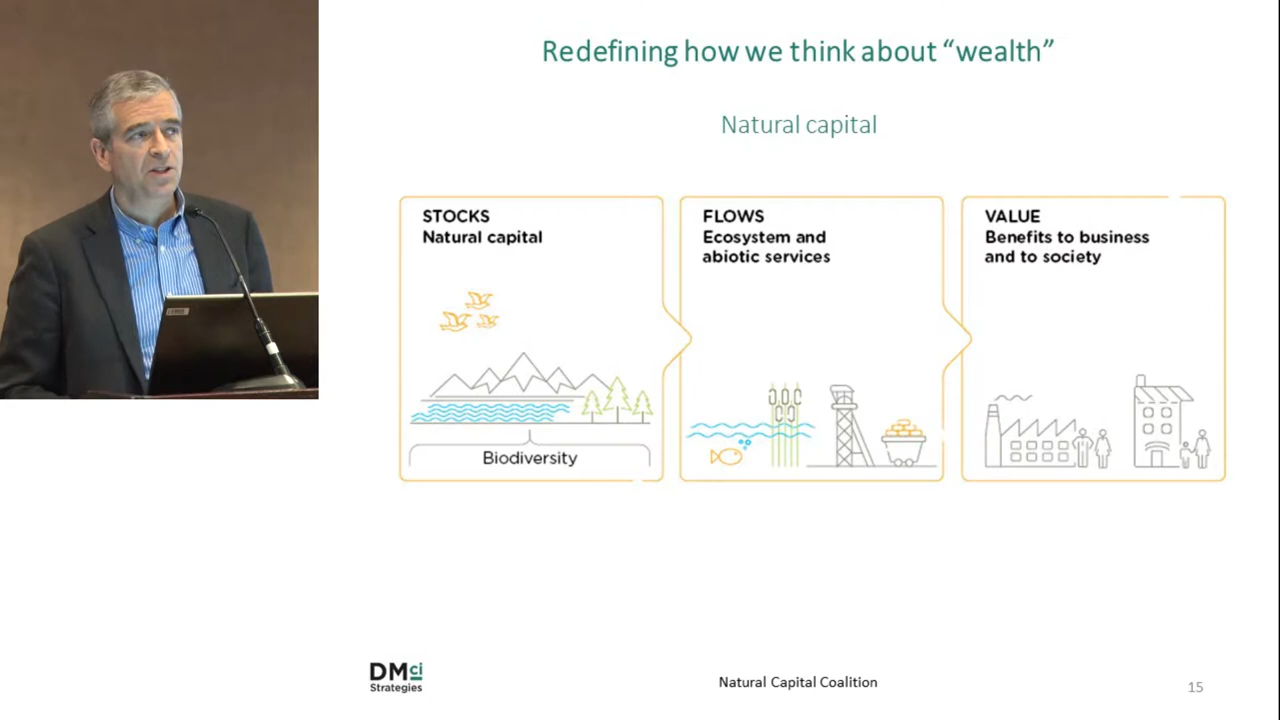 Redefining how we think about “wealth”
Natural capital
STOCKS
Natural capital
Biodiversity
FLOWS
Ecosystem and
abiotic services
VALUE
Benefits to business
and to society
DMci
Strategies
Natural Capital Coalition
15